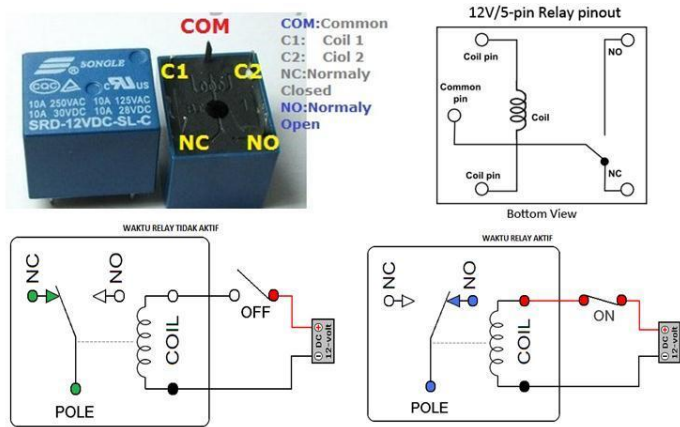 COM
C1
C2
NC
NO
SONGLE
CQC
c RU US
10A 250VAC 10A 125VAC
10A 30VDC 10A 28VDC
SRD-12VDC-SL-C
COM:Common
C1: Coil 1
C2: Ciol 2
NC:Normaly
Closed
NO:Normaly
Open
12V/5-pin Relay pinout
Coil pin
NO
Common
pin
Coil
Coil pin
NC
Bottom View
WAKTU RELAY TIDAK AKTIF
NC
NO
OFF
COIL
DC
12-volt
POLE
WAKTU RELAY AKTIF
NC
NO
ON
COIL
DC
12-volt
POLE